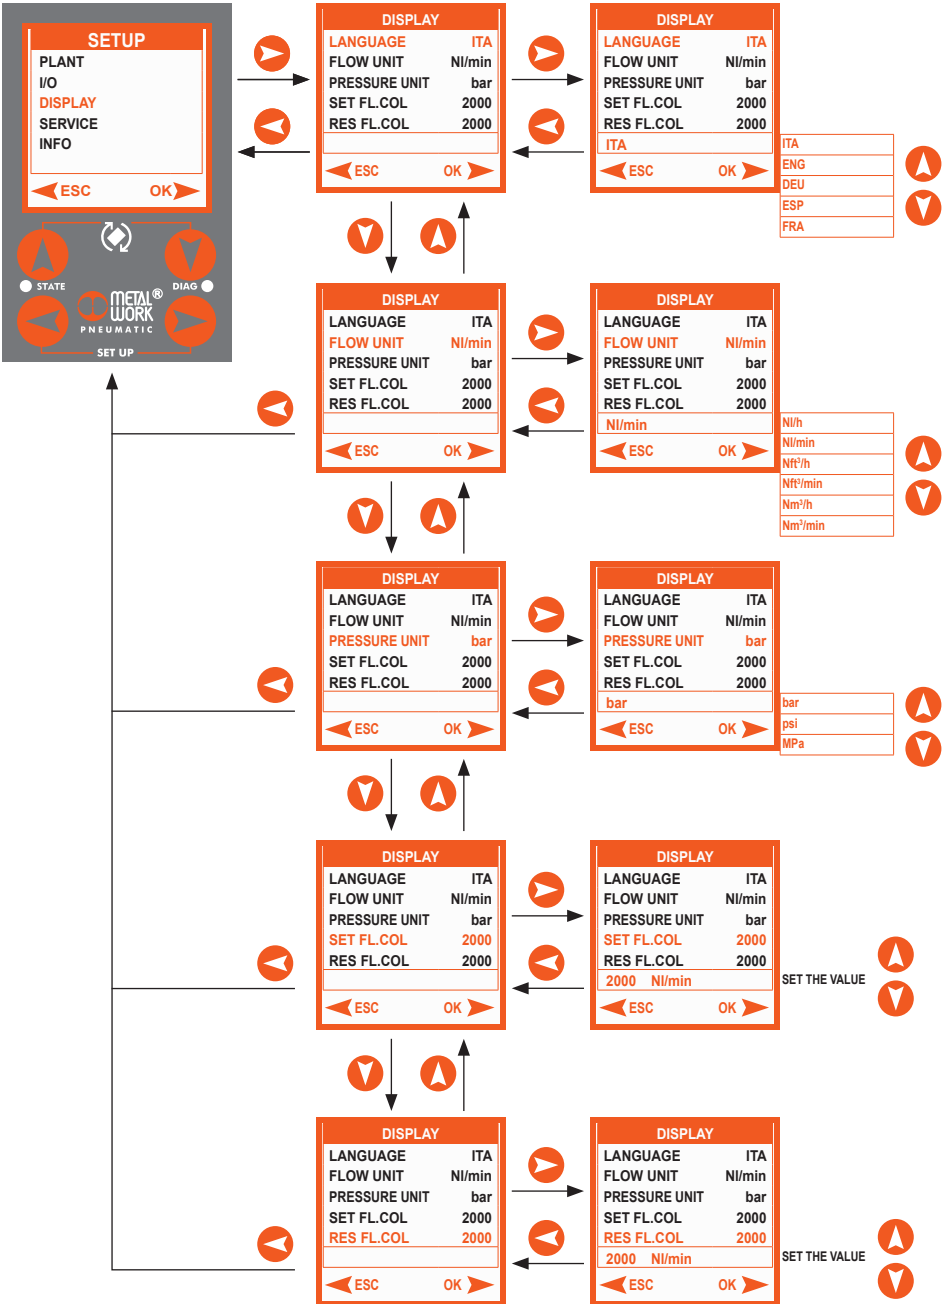 SETUP
PLANT
I/O
DISPLAY
SERVICE
INFO
ESC OK
STATE DIAG
METAL WORK ®
PNEUMATIC
SET UP
DISPLAY
LANGUAGE ITA
FLOW UNIT Nl/min
PRESSURE UNIT bar
SET FL.COL 2000
RES FL.COL 2000
ESC OK
DISPLAY
LANGUAGE ITA
FLOW UNIT Nl/min
PRESSURE UNIT bar
SET FL.COL 2000
RES FL.COL 2000
ITA
ESC OK
ITA
ENG
DEU
ESP
FRA
DISPLAY
LANGUAGE ITA
FLOW UNIT Nl/min
PRESSURE UNIT bar
SET FL.COL 2000
RES FL.COL 2000
ESC OK
DISPLAY
LANGUAGE ITA
FLOW UNIT Nl/min
PRESSURE UNIT bar
SET FL.COL 2000
RES FL.COL 2000
Nl/min
ESC OK
Nl/h
Nl/min
Nft³/h
Nft³/min
Nm³/h
Nm³/min
DISPLAY
LANGUAGE ITA
FLOW UNIT Nl/min
PRESSURE UNIT bar
SET FL.COL 2000
RES FL.COL 2000
ESC OK
DISPLAY
LANGUAGE ITA
FLOW UNIT Nl/min
PRESSURE UNIT bar
SET FL.COL 2000
RES FL.COL 2000
bar
ESC OK
bar
psi
MPa
DISPLAY
LANGUAGE ITA
FLOW UNIT Nl/min
PRESSURE UNIT bar
SET FL.COL 2000
RES FL.COL 2000
ESC OK
DISPLAY
LANGUAGE ITA
FLOW UNIT Nl/min
PRESSURE UNIT bar
SET FL.COL 2000
RES FL.COL 2000
2000 Nl/min
ESC OK
SET THE VALUE
DISPLAY
LANGUAGE ITA
FLOW UNIT Nl/min
PRESSURE UNIT bar
SET FL.COL 2000
RES FL.COL 2000
ESC OK
DISPLAY
LANGUAGE ITA
FLOW UNIT Nl/min
PRESSURE UNIT bar
SET FL.COL 2000
RES FL.COL 2000
2000 Nl/min
ESC OK
SET THE VALUE